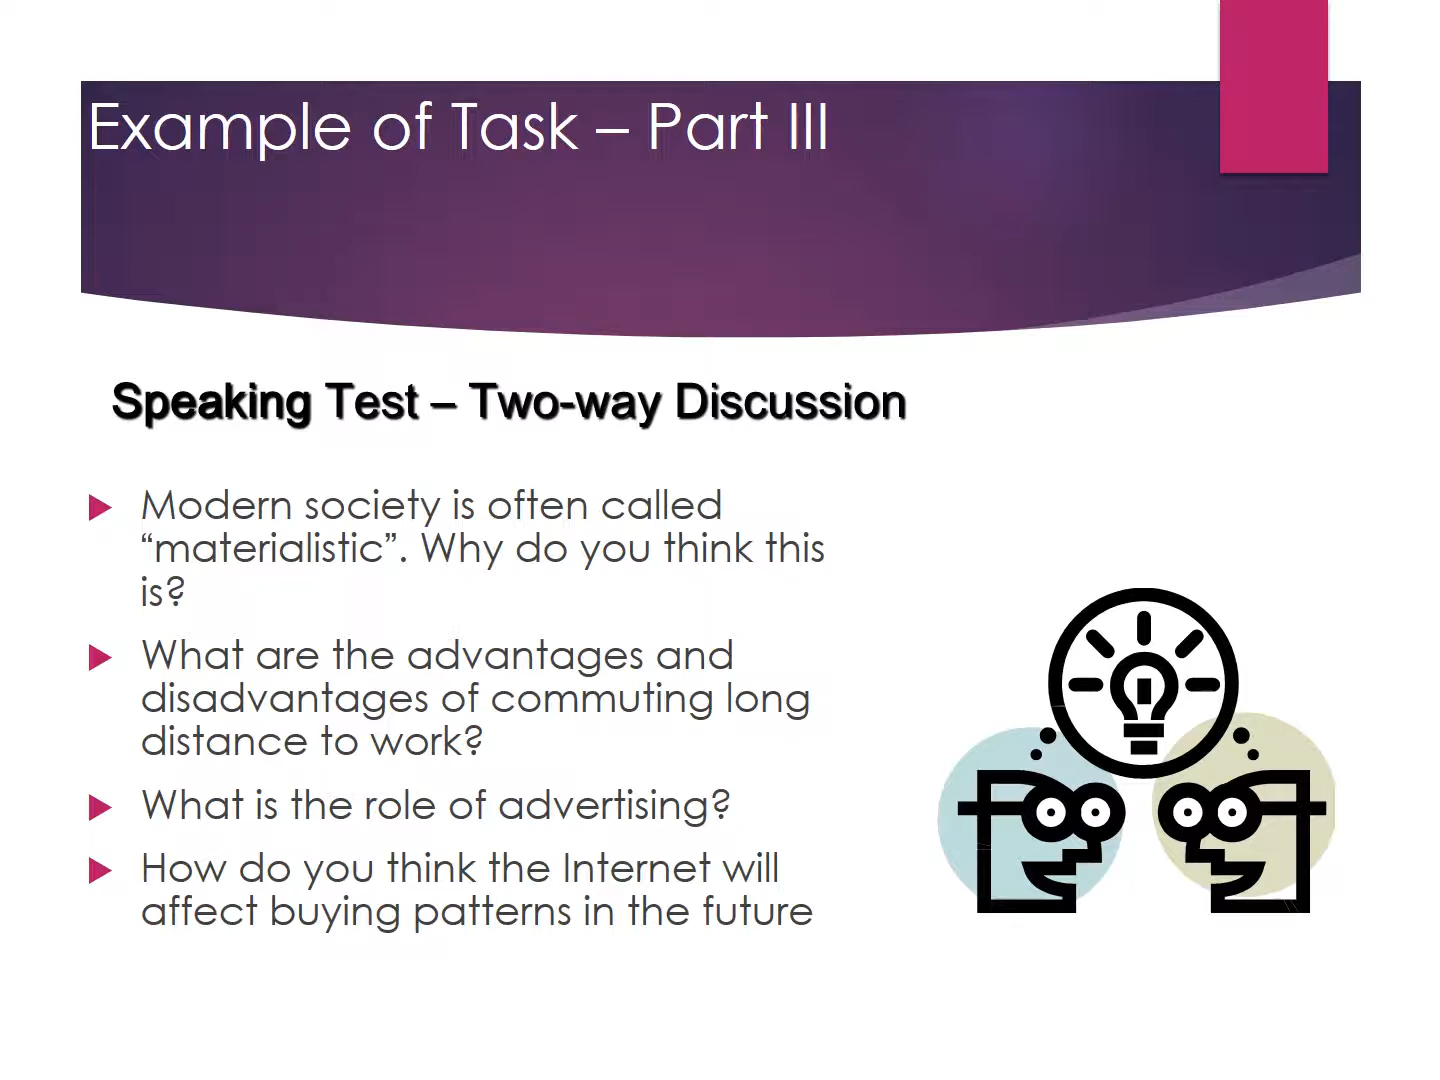 Example of Task – Part III
Speaking Test – Two-way Discussion
Modern society is often called
“materialistic”. Why do you think this
is?
What are the advantages and
disadvantages of commuting long
distance to work?
What is the role of advertising?
How do you think the Internet will
affect buying patterns in the future